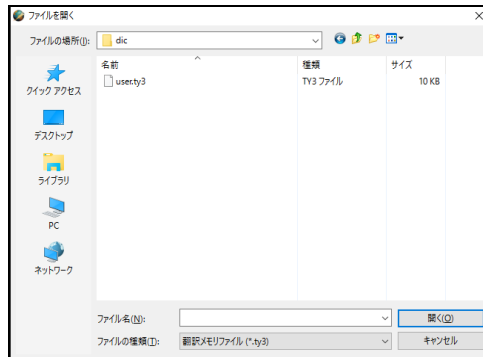 ファイルを開く
ファイルの場所(I):
dic
名前
種類
サイズ
user.ty3
TY3 ファイル
10 KB
クイック アクセス
デスクトップ
ライブラリ
PC
ネットワーク
ファイル名(N):
開く(O)
ファイルの種類(T):
翻訳メモリファイル (*.ty3)
キャンセル